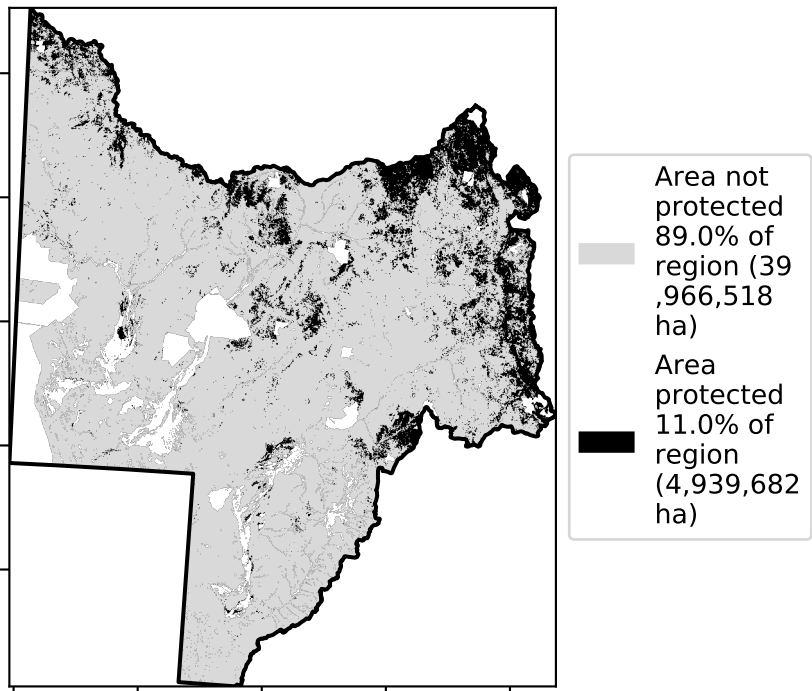 Area not
protected
89.0% of
region (39
,966,518
ha)
Area
protected
11.0% of
region
(4,939,682
ha)